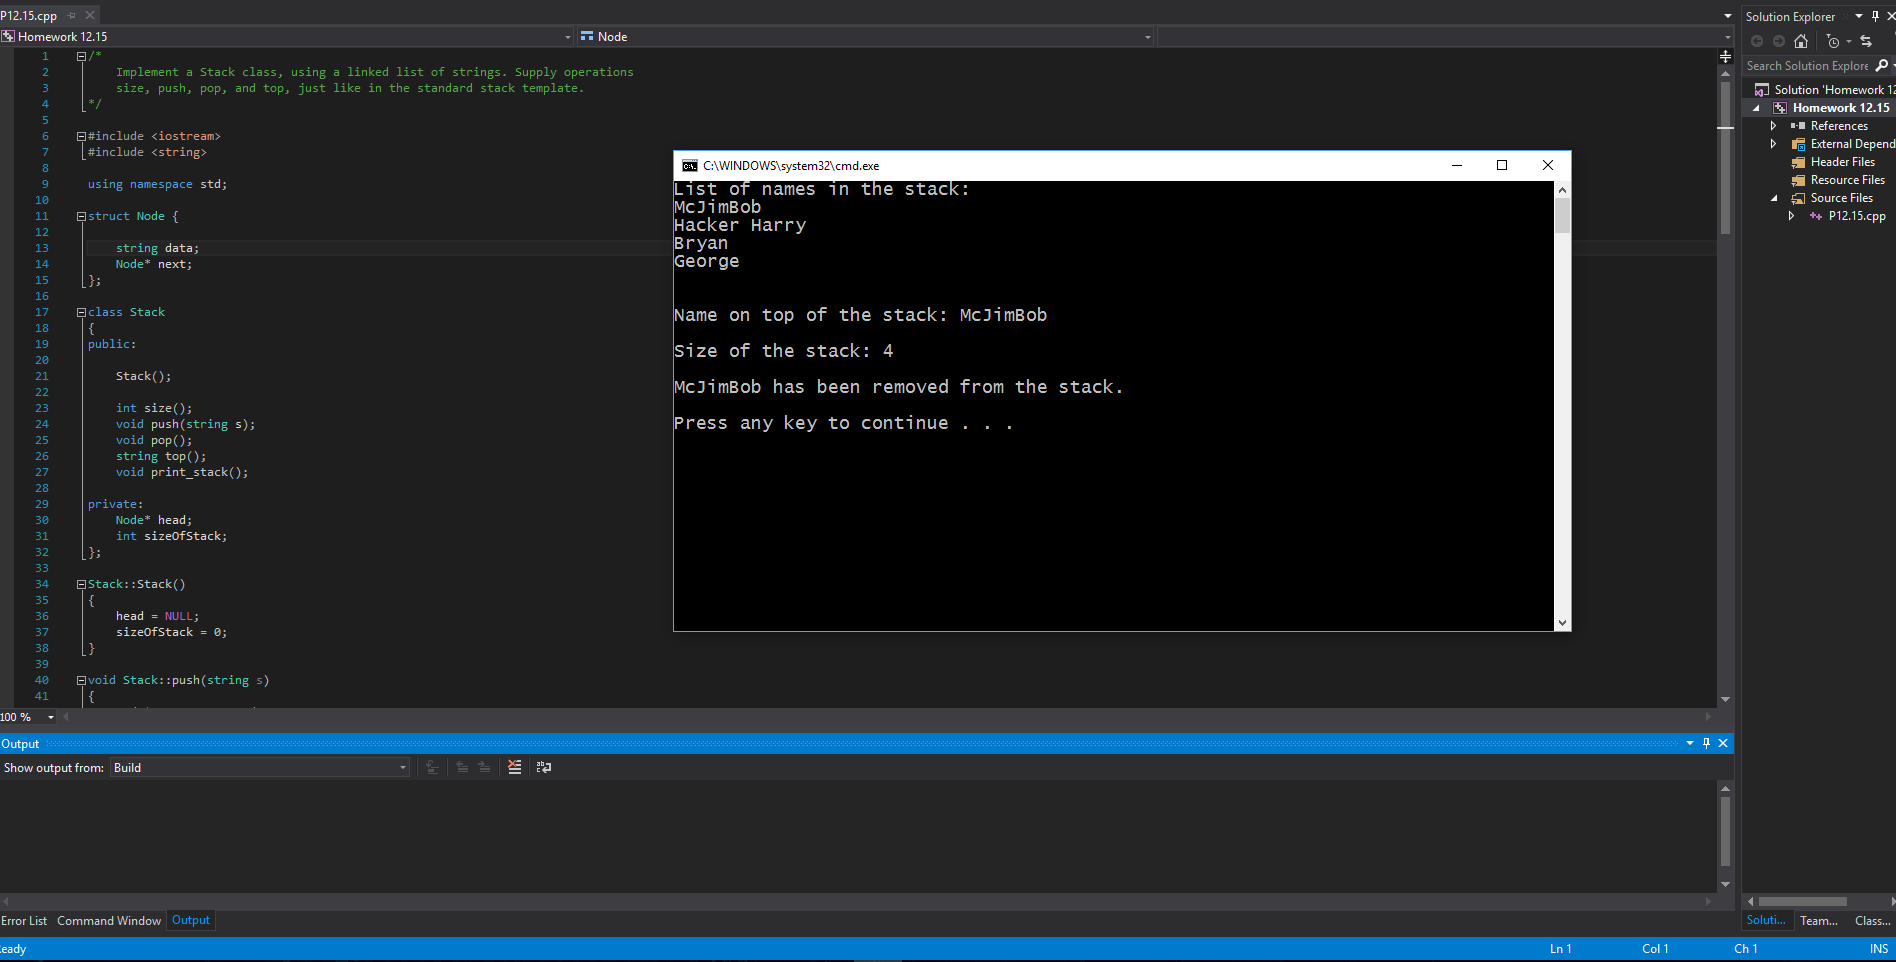 P12.15.cpp
Homework 12.15
Node
1 /*
2 Implement a Stack class, using a linked list of strings. Supply operations
3 size, push, pop, and top, just like in the standard stack template.
4 */
5
6 #include <iostream>
7 #include <string>
8
9 using namespace std;
10
11 struct Node {
12
13 string data;
14 Node* next;
15 };
16
17 class Stack
18 {
19 public:
20
21 Stack();
22
23 int size();
24 void push(string s);
25 void pop();
26 string top();
27 void print_stack();
28
29 private:
30 Node* head;
31 int sizeOfStack;
32 };
33
34 Stack::Stack()
35 {
36 head = NULL;
37 sizeOfStack = 0;
38 }
39
40 void Stack::push(string s)
41 {
100 %
C:\WINDOWS\system32\cmd.exe
List of names in the stack:
McJimBob
Hacker Harry
Bryan
George
Name on top of the stack: McJimBob
Size of the stack: 4
McJimBob has been removed from the stack.
Press any key to continue . . .
Solution Explorer
Search Solution Explore
Solution 'Homework 12
Homework 12.15
References
External Depend
Header Files
Resource Files
Source Files
P12.15.cpp
Output
Show output from: Build
Error List Command Window Output
Soluti... Team... Class...
eady Ln 1 Col 1 Ch 1 INS